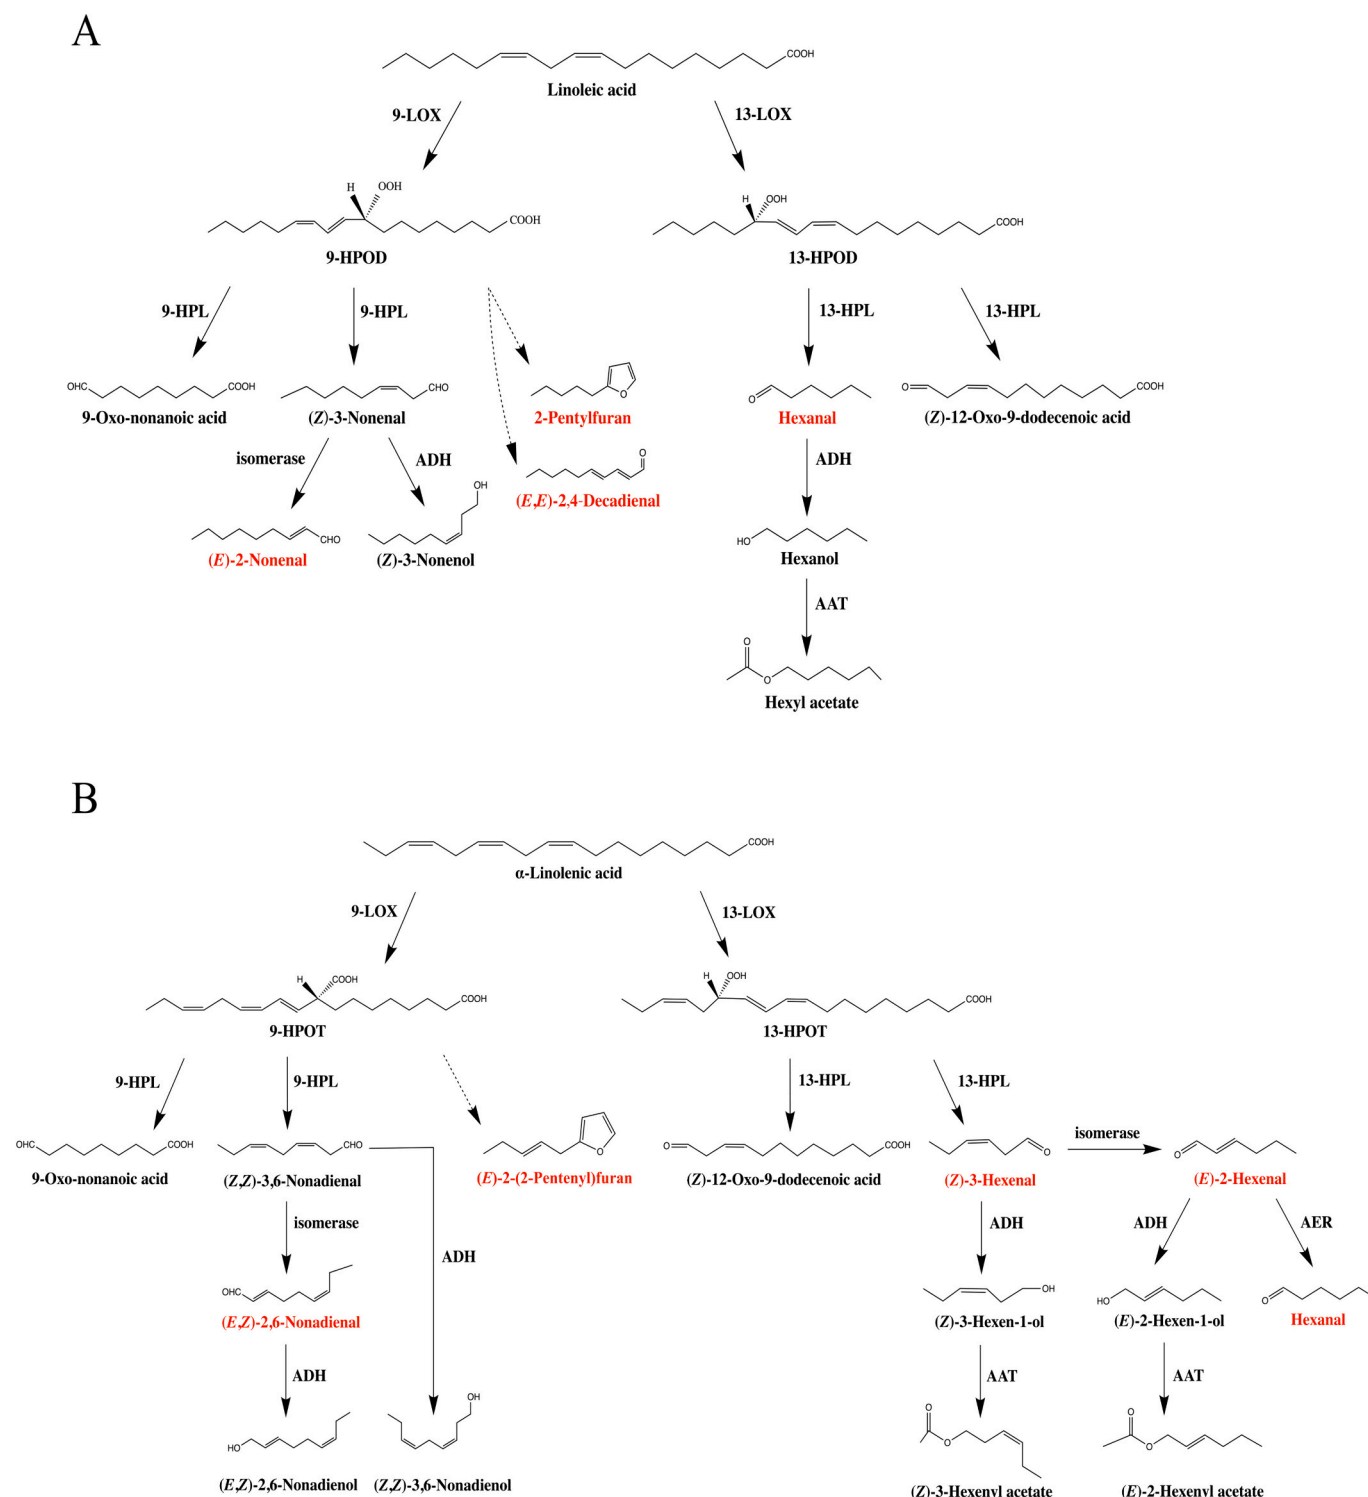 A
COOH
Linoleic acid
9-LOX
13-LOX
H
OOH
COOH
9-HPOD
H
OOH
COOH
13-HPOD
9-HPL
9-HPL
13-HPL
13-HPL
OHC
COOH
9-Oxo-nonanoic acid
CHO
(Z)-3-Nonenal
O
2-Pentylfuran
O
Hexanal
O
COOH
(Z)-12-Oxo-9-dodecenoic acid
isomerase
ADH
O
(E,E)-2,4-Decadienal
ADH
CHO
(E)-2-Nonenal
OH
(Z)-3-Nonenol
HO
Hexanol
AAT
O
O
Hexyl acetate
B
COOH
α-Linolenic acid
9-LOX
13-LOX
H
COOH
COOH
9-HPOT
H
OOH
COOH
13-HPOT
9-HPL
9-HPL
13-HPL
13-HPL
OHC
COOH
9-Oxo-nonanoic acid
CHO
(Z,Z)-3,6-Nonadienal
O
(E)-2-(2-Pentenyl)furan
O
COOH
(Z)-12-Oxo-9-dodecenoic acid
O
(Z)-3-Hexenal
isomerase
O
(E)-2-Hexenal
isomerase
ADH
ADH
ADH
AER
OHC
(E,Z)-2,6-Nonadienal
OH
(Z)-3-Hexen-1-ol
HO
(E)-2-Hexen-1-ol
O
Hexanal
ADH
AAT
AAT
HO
(E,Z)-2,6-Nonadienol
OH
(Z,Z)-3,6-Nonadienol
O
O
(Z)-3-Hexenyl acetate
O
O
(E)-2-Hexenyl acetate